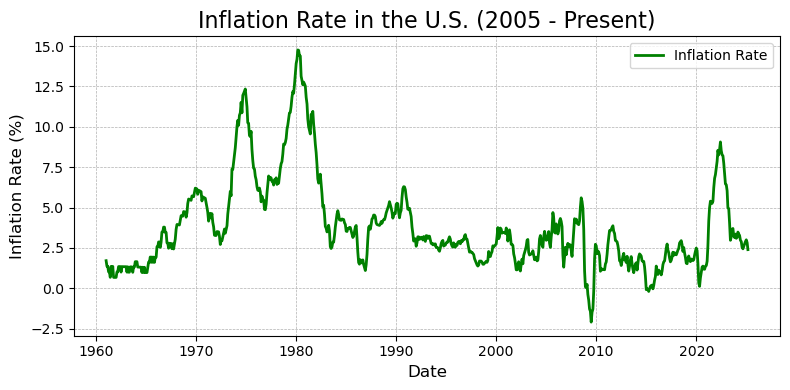 Inflation Rate in the U.S. (2005 - Present)
Inflation Rate
15.0
12.5
10.0
7.5
5.0
2.5
0.0
−2.5
Inflation Rate (%)
1960 1970 1980 1990 2000 2010 2020
Date